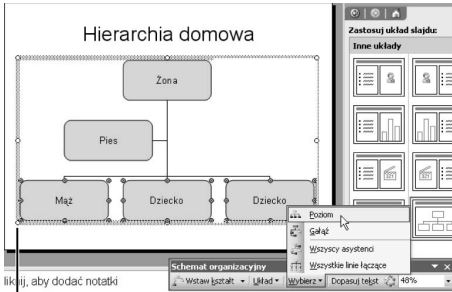 Hierarchia domowa
Żona
Pies
Mąż
Dziecko
Dziecko
Zastosuj układ slajdu:
Inne układy
Poziom
Gałąź
Wszyscy asystenci
Wszystkie linie łączące
liknij, aby dodać notatki
Schemat organizacyjny
Wstaw kształt
Układ
Wybierz
Dopasuj tekst
48%